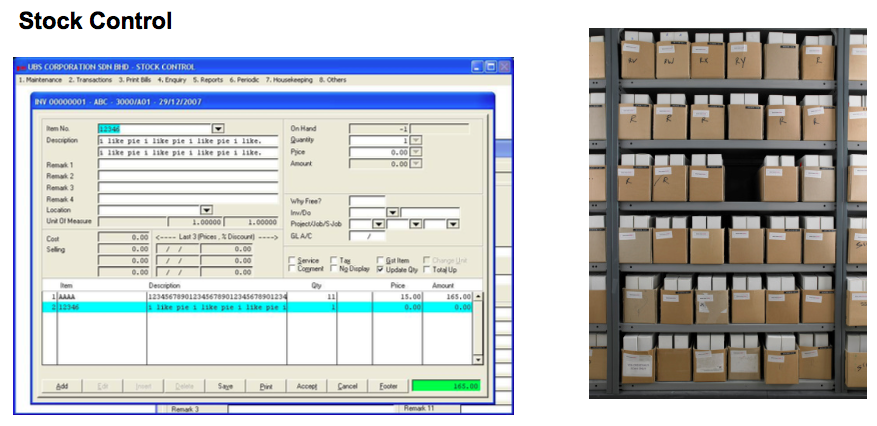 Stock Control
UBS CORPORATION SDN BHD - STOCK CONTROL
1. Maintenance 2. Transactions 3. Print Bills 4. Enquiry 5. Reports 6. Periodic 7. Housekeeping 8. Others
INV 00000001 - ABC - 3000/A01 - 29/12/2007
Item No. 12346
Description i like pie i like pie i like pie i like.
i like pie i like pie i like pie i like.
Remark 1
Remark 2
Remark 3
Remark 4
Location
Unit Of Measure 1.00000 1.00000
On Hand -1
Quantity 1
Price 0.00
Amount 0.00
Why Free?
Inv/Do
Project/Job/S-Job
GL A/C /
Cost 0.00 <---- Last 3 (Prices , % Discount) ---->
Selling 0.00 / / 0.00
0.00 / / 0.00
0.00 / / 0.00
Service Tax Gst Item Change Unit
Comment No Display Update Qty Total Up
Item Description Qty Price Amount
1 AAAA 1234567890123456789012345678901234 11 15.00 165.00
2 12346 i like pie i like pie i like pie i 1 0.00 0.00
Add Edit Insert Delete Save Print Accept Cancel Footer 165.00
Remark 3 Remark 11
RV RW RX RY R
R R R R R
R R